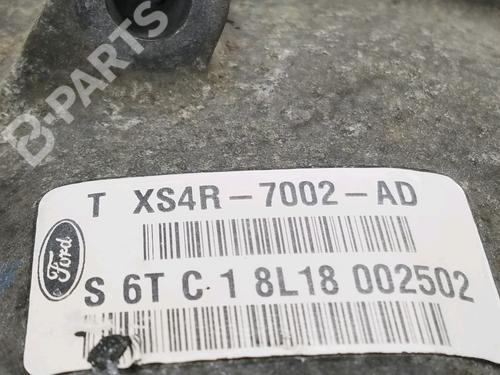 B-PARTS
T XS4R-7002-AD
Ford
S 6T C 1 8L18 002502